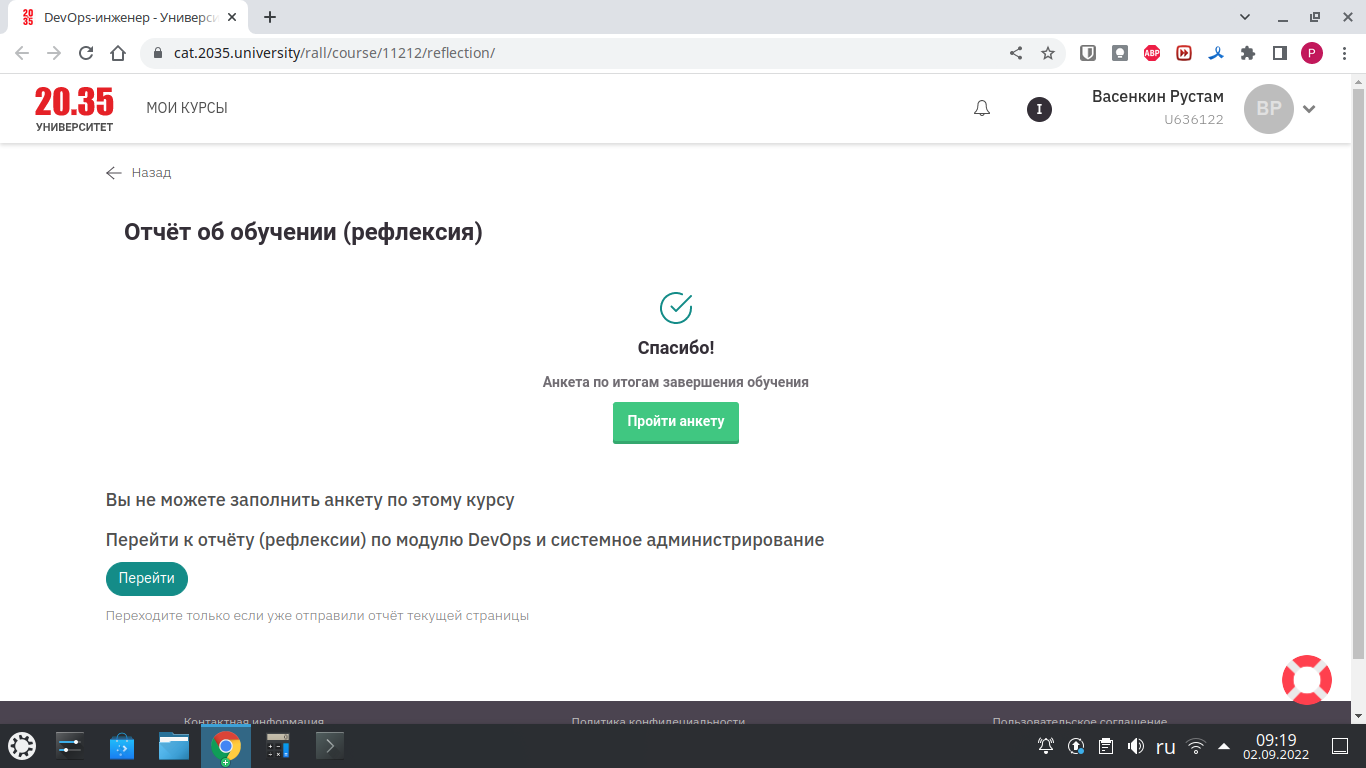 20
35
DevOps-инженер - Универси
cat.2035.university/rall/course/11212/reflection/
ABP
P
20.35
УНИВЕРСИТЕТ
МОИ КУРСЫ
I
Васенкин Рустам
U636122
ВР
Назад
Отчёт об обучении (рефлексия)
Спасибо!
Анкета по итогам завершения обучения
Пройти анкету
Вы не можете заполнить анкету по этому курсу
Перейти к отчёту (рефлексии) по модулю DevOps и системное администрирование
Перейти
Переходите только если уже отправили отчёт текущей страницы
Контактная информация
Политика конфиденциальности
Пользовательское соглашение
ru
09:19
02.09.2022